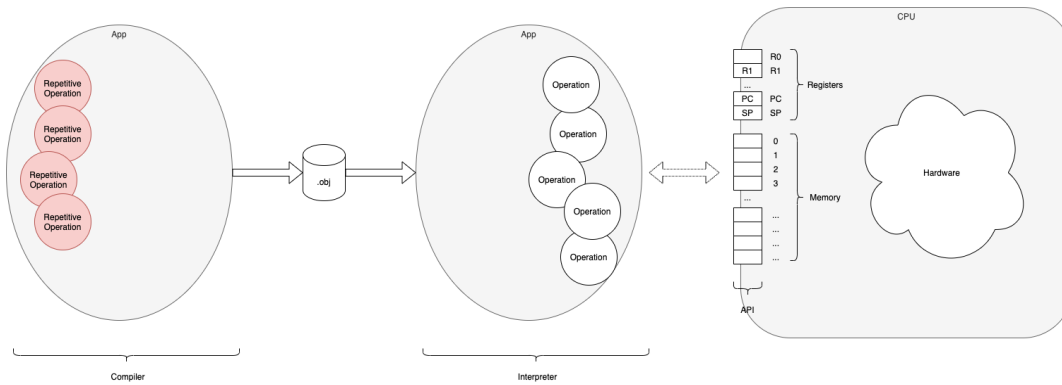 App
Repetitive
Operation
Repetitive
Operation
Repetitive
Operation
Repetitive
Operation
Compiler
.obj
App
Operation
Operation
Operation
Operation
Operation
Interpreter
CPU
R0
R1 R1
...
PC PC
SP SP
Registers
0
1
2
3
...
...
...
...
...
Memory
API
Hardware